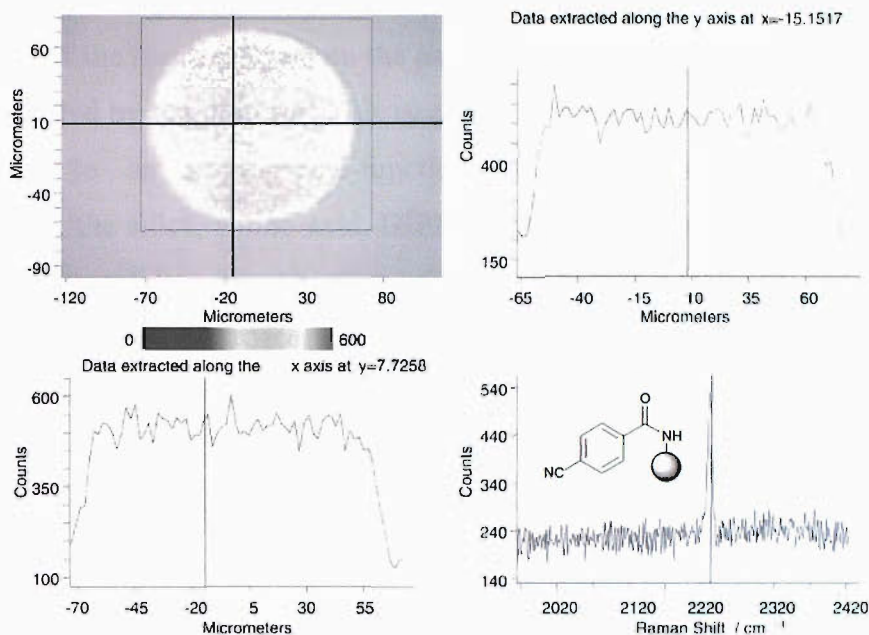 Data extracted along the y axis at x=-15.1517
60
10
-40
-90
Micrometers
-120 -70 -20 30 80
Micrometers
400
150
Counts
-65 -40 -15 10 35 60
Micrometers
0 600
Data extracted along the x axis at y=7.7258
600
350
100
Counts
-70 -45 -20 5 30 55
Micrometers
540
440
340
240
140
Counts
O
NH
NC
2020 2120 2220 2320 2420
Raman Shift / cm⁻¹